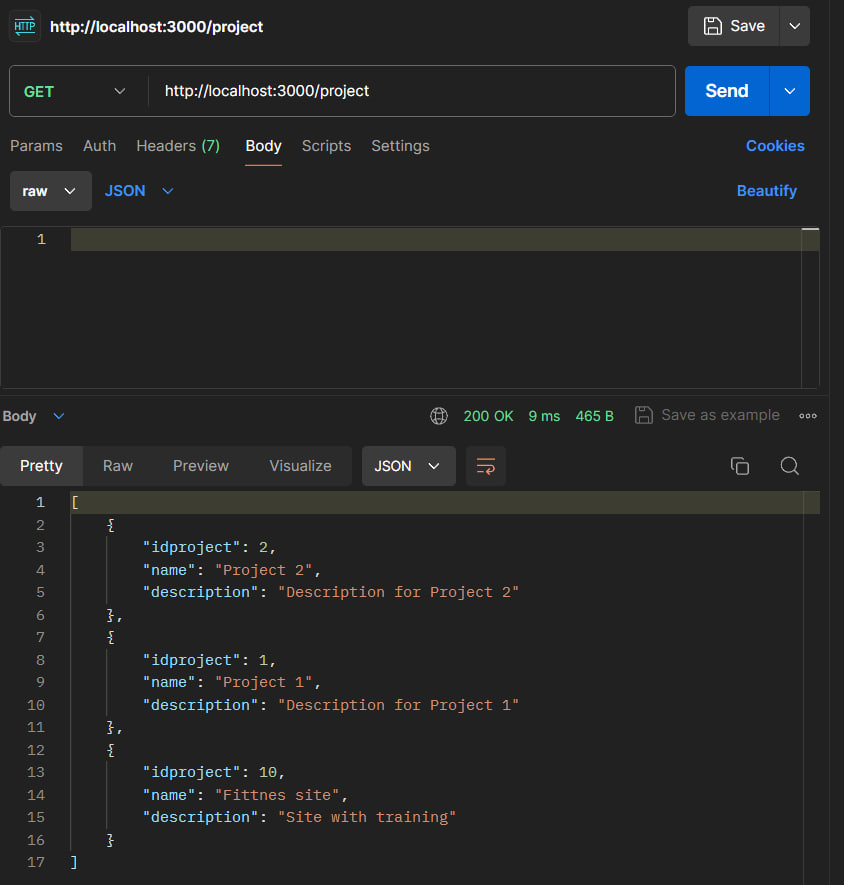 HTTP http://localhost:3000/project Save
GET http://localhost:3000/project Send
Params Auth Headers (7) Body Scripts Settings Cookies
raw JSON Beautify
1
Body 200 OK 9 ms 465 B Save as example
Pretty Raw Preview Visualize JSON
1 [
2 {
3 "idproject": 2,
4 "name": "Project 2",
5 "description": "Description for Project 2"
6 },
7 {
8 "idproject": 1,
9 "name": "Project 1",
10 "description": "Description for Project 1"
11 },
12 {
13 "idproject": 10,
14 "name": "Fittnes site",
15 "description": "Site with training"
16 }
17 ]